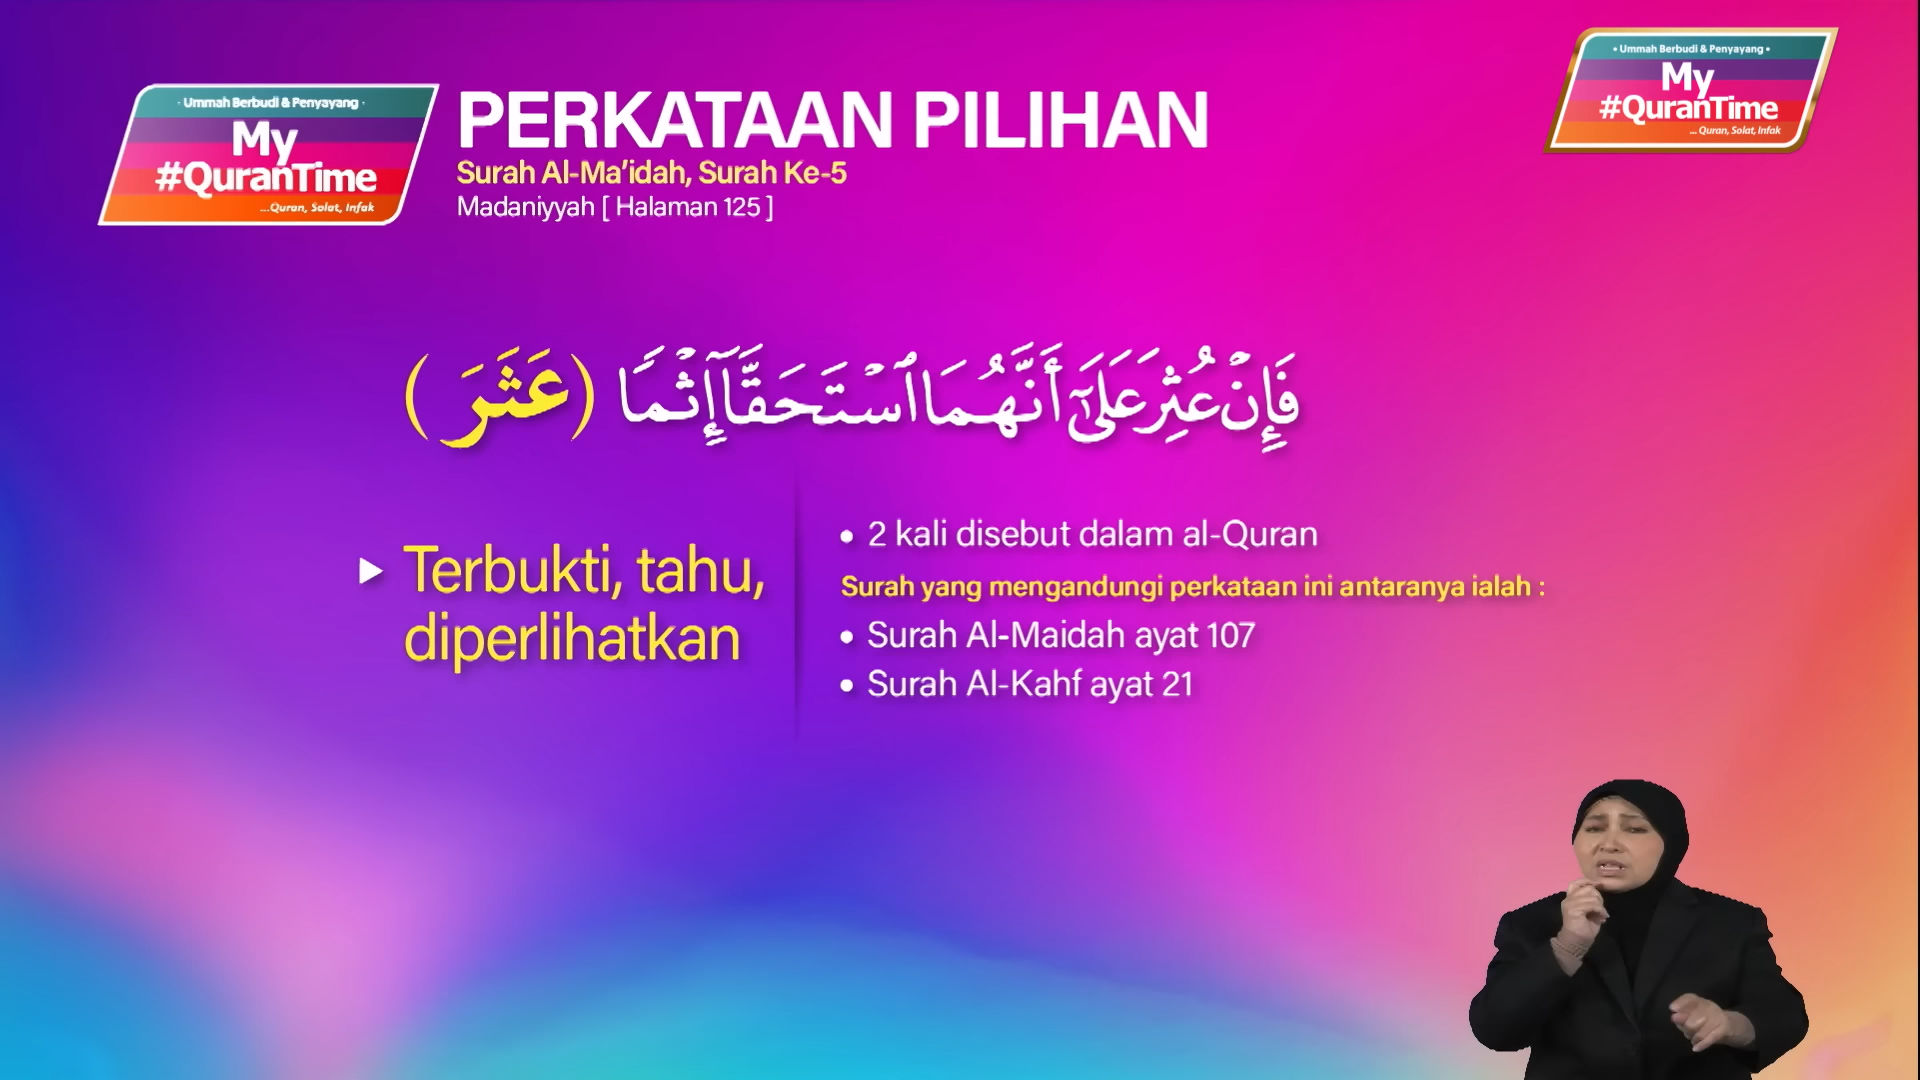 · Ummah Berbudi & Penyayang ·
My
#QuranTime
...Quran, Solat, Infak
PERKATAAN PILIHAN
Surah Al-Ma'idah, Surah Ke-5
Madaniyyah [ Halaman 125 ]
• Ummah Berbudi & Penyayang •
My
#QuranTime
... Quran, Solat, Infak
فَإِنْ عُثِرَ عَلَىٰٓ أَنَّهُمَا ٱسْتَحَقَّآ إِثْمًا (عَثَرَ)
Terbukti, tahu,
diperlihatkan
• 2 kali disebut dalam al-Quran
Surah yang mengandungi perkataan ini antaranya ialah :
• Surah Al-Maidah ayat 107
• Surah Al-Kahf ayat 21